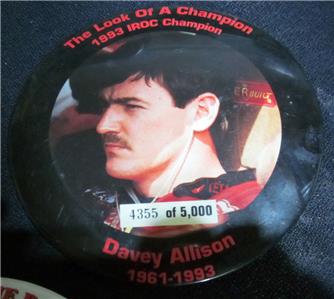 The Look Of A Champion
1993 IROC Champion
4355 of 5,000
Davey Allison
1961-1993